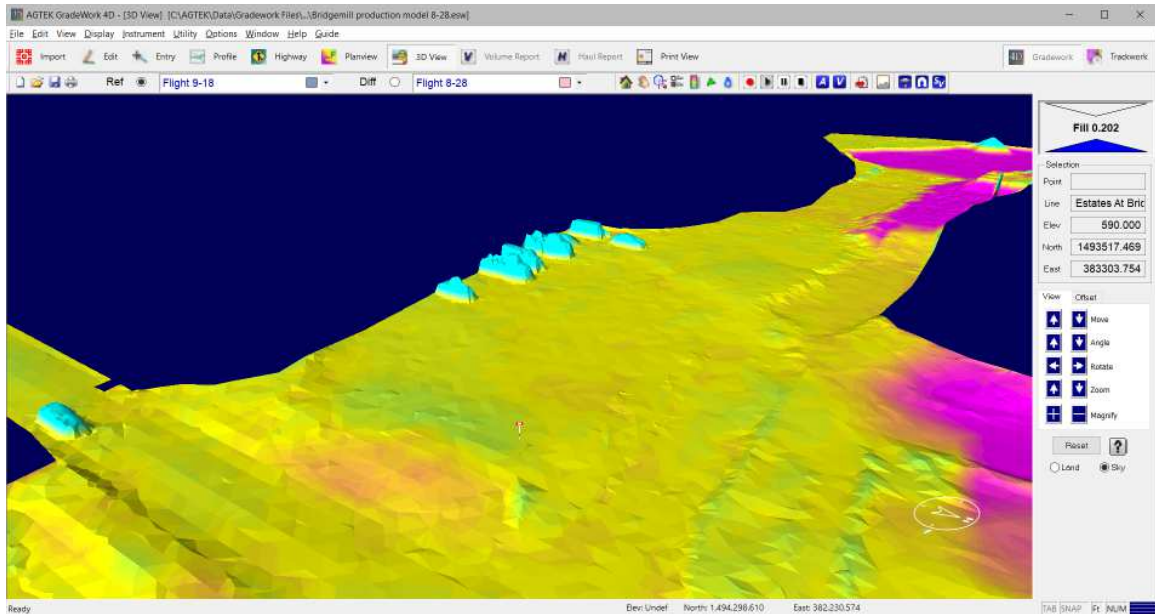 AGTEK GradeWork 4D - [3D View] [C:\AGTEK\Data\Gradework Files\...\Bridgemill production model 8-28.esw]
File Edit View Display Instrument Utility Options Window Help Guide
Import Edit Entry Profile Highway Planview 3D View Volume Report Haul Report Print View Gradework Trackwork
Ref Flight 9-18 Diff Flight 8-28
Fill 0.202
Selection
Point
Line Estates At Bric
Elev 590.000
North 1493517.469
East 383303.754
View Offset
Move
Angle
Rotate
Zoom
Magnify
Reset ?
Land Sky
Ready Elev: Undef North: 1,494,298.610 East: 382,230.574 TAB SNAP Ft NUM